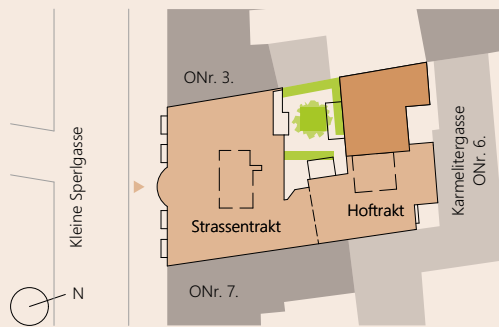 ONr. 3.
Kleine Sperlgasse
Karmelitergasse
ONr. 6.
Strassentrakt
Hoftrakt
N
ONr. 7.